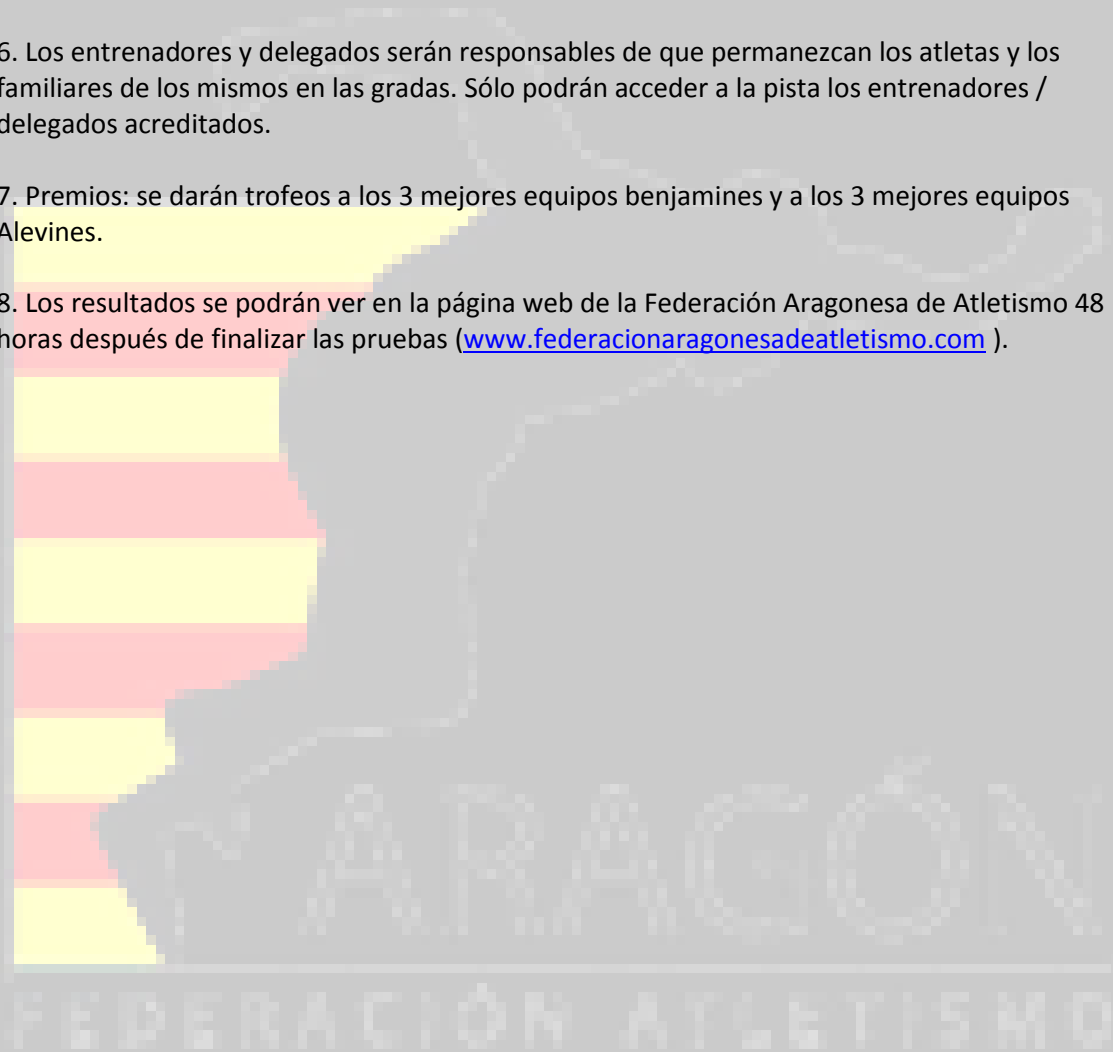 6. Los entrenadores y delegados serán responsables de que permanezcan los atletas y los
familiares de los mismos en las gradas. Sólo podrán acceder a la pista los entrenadores /
delegados acreditados.
7. Premios: se darán trofeos a los 3 mejores equipos benjamines y a los 3 mejores equipos
Alevines.
8. Los resultados se podrán ver en la página web de la Federación Aragonesa de Atletismo 48
horas después de finalizar las pruebas (www.federacionaragonesadeatletismo.com ).
ARAGÓN
FEDERACIÓN ATLETISMO